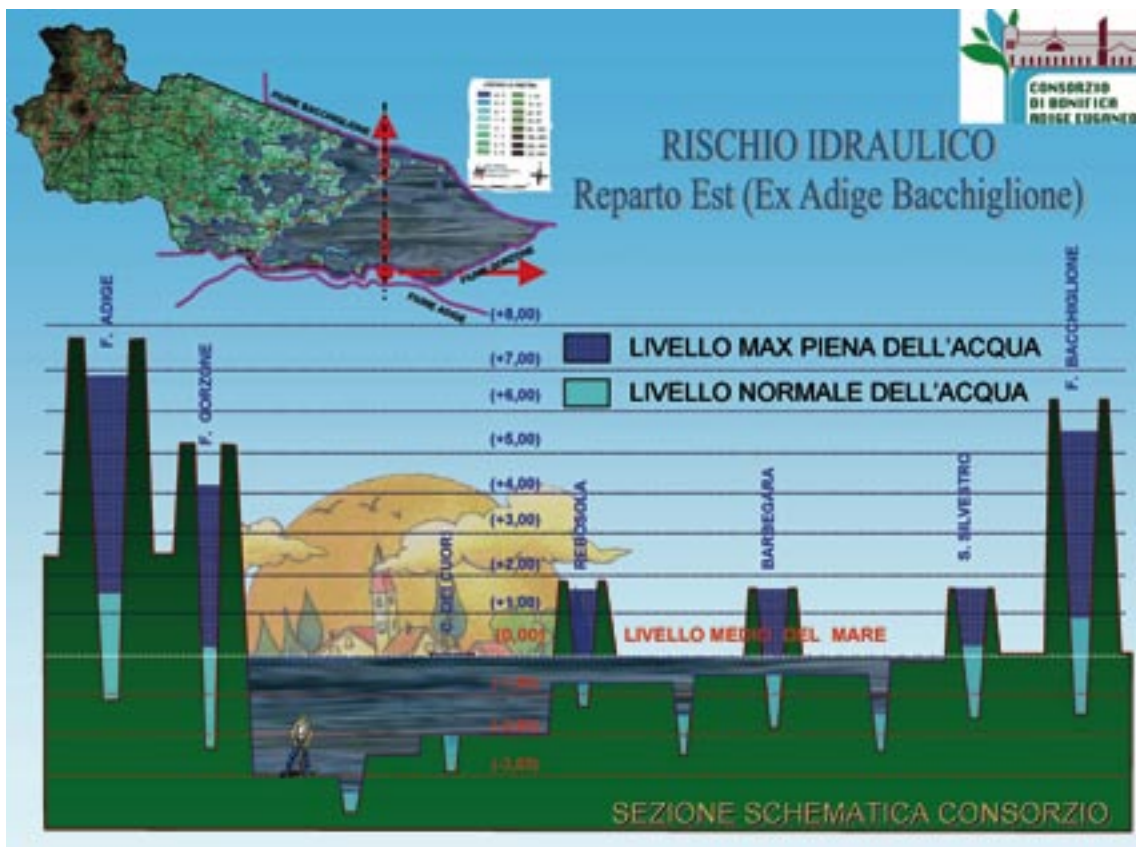 CONSORZIO
DI BONIFICA
ADIGE EUGANEO
RISCHIO IDRAULICO
Reparto Est (Ex Adige Bacchiglione)
FIUME BACCHIGLIONE
FIUME GORZONE
FIUME ADIGE
F. ADIGE
F. GORZONE
C. DEI CUORI
REBOSOLA
BARBEGARA
S. SILVESTRO
F. BACCHIGLIONE
LIVELLO MAX PIENA DELL'ACQUA
LIVELLO NORMALE DELL'ACQUA
(+8,00)
(+7,00)
(+6,00)
(+5,00)
(+4,00)
(+3,00)
(+2,00)
(+1,00)
(0,00)
LIVELLO MEDIO DEL MARE
SEZIONE SCHEMATICA CONSORZIO